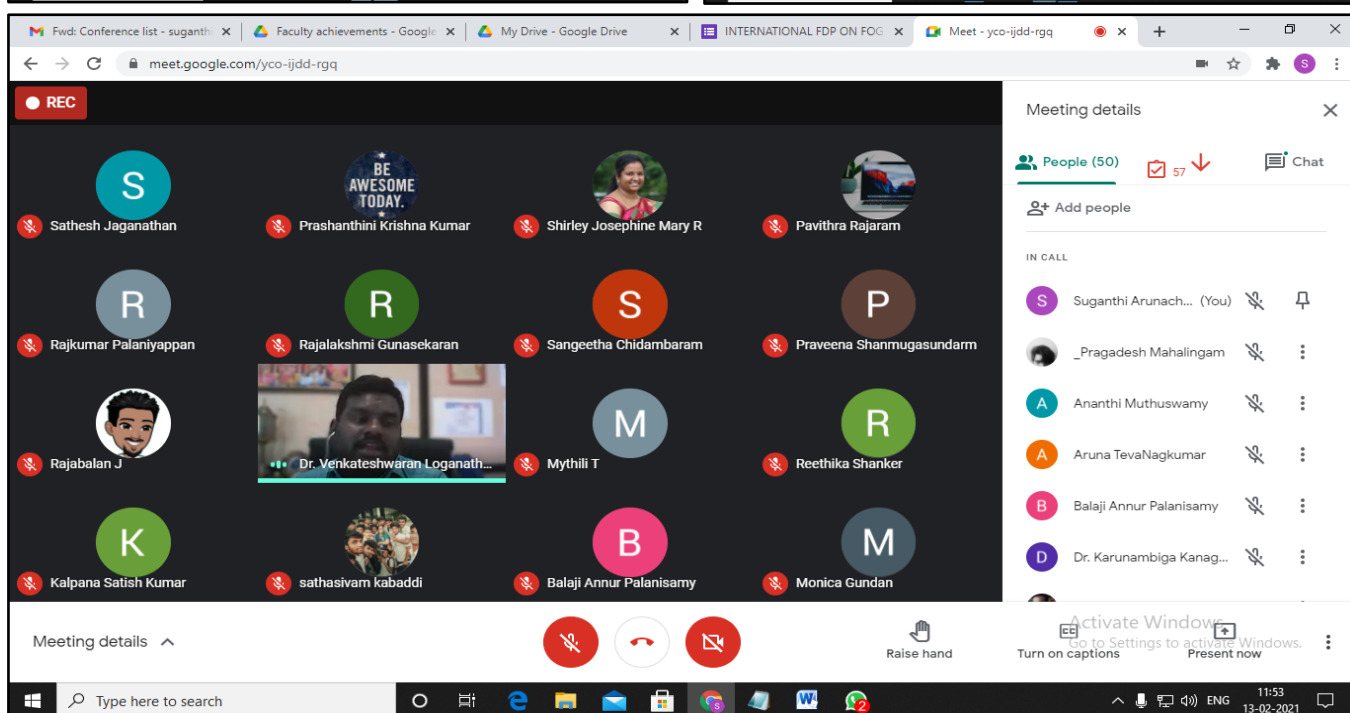 Fwd: Conference list - suganth
Faculty achievements - Google
My Drive - Google Drive
INTERNATIONAL FDP ON FOG
Meet - yco-ijdd-rgq
meet.google.com/yco-ijdd-rgq
S
REC
Meeting details
People (50)
57
Chat
Add people
IN CALL
S
Suganthi Arunach... (You)
_Pragadesh Mahalingam
A
Ananthi Muthuswamy
A
Aruna TevaNagkumar
B
Balaji Annur Palanisamy
D
Dr. Karunambiga Kanag...
S
BE
AWESOME
TODAY.
Sathesh Jaganathan
Prashanthini Krishna Kumar
Shirley Josephine Mary R
Pavithra Rajaram
R
R
S
P
Rajkumar Palaniyappan
Rajalakshmi Gunasekaran
Sangeetha Chidambaram
Praveena Shanmugasundarm
M
R
Rajabalan J
Dr. Venkateshwaran Loganath...
Mythili T
Reethika Shanker
K
B
M
Kalpana Satish Kumar
sathasivam kabaddi
Balaji Annur Palanisamy
Monica Gundan
Meeting details
Raise hand
CC
Turn on captions
Present now
Activate Windows
Go to Settings to activate Windows.
Type here to search
W
2
ENG
11:53
13-02-2021